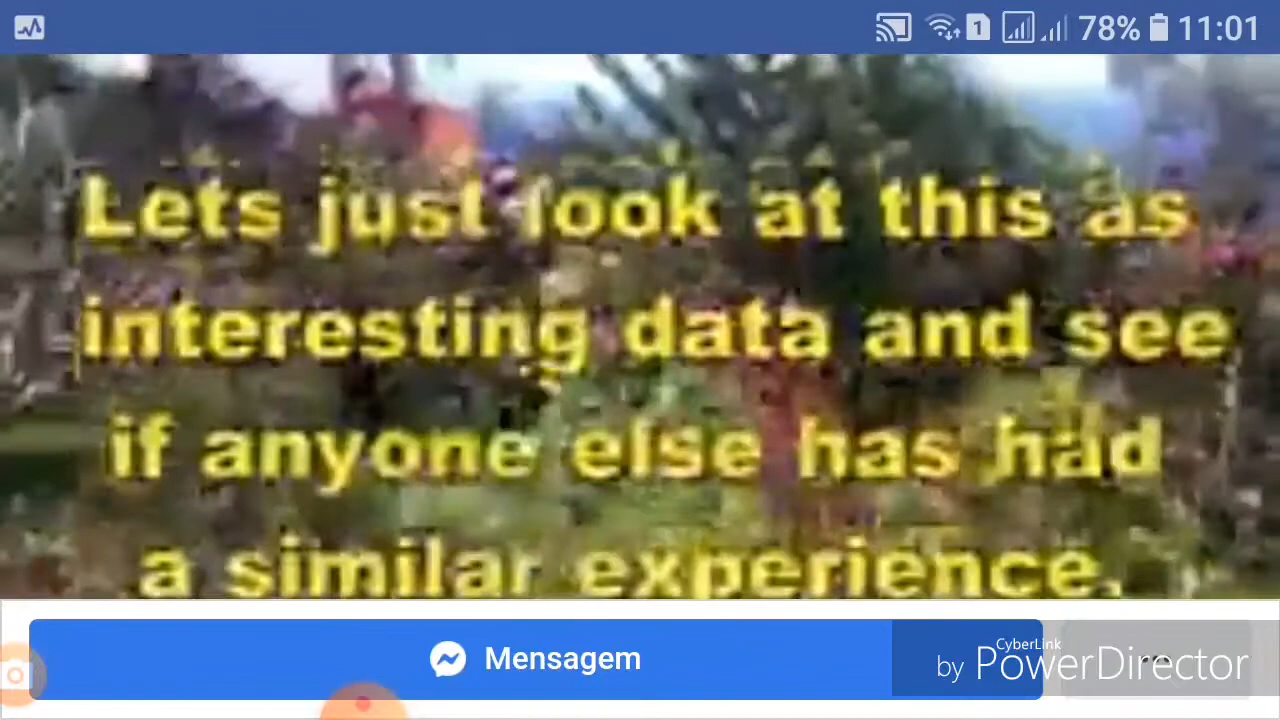 1 78% 11:01
Lets just look at this as
interesting data and see
if anyone else has had
a similar experience.
Mensagem
CyberLink
by PowerDirector